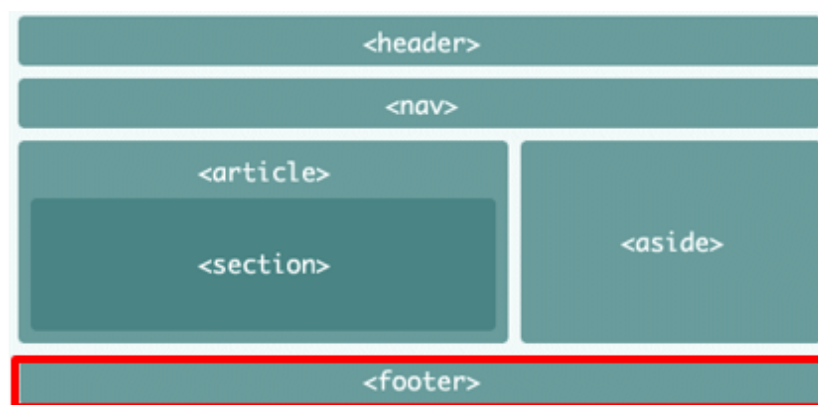 <header>
<nav>
<article>
<section>
<aside>
<footer>